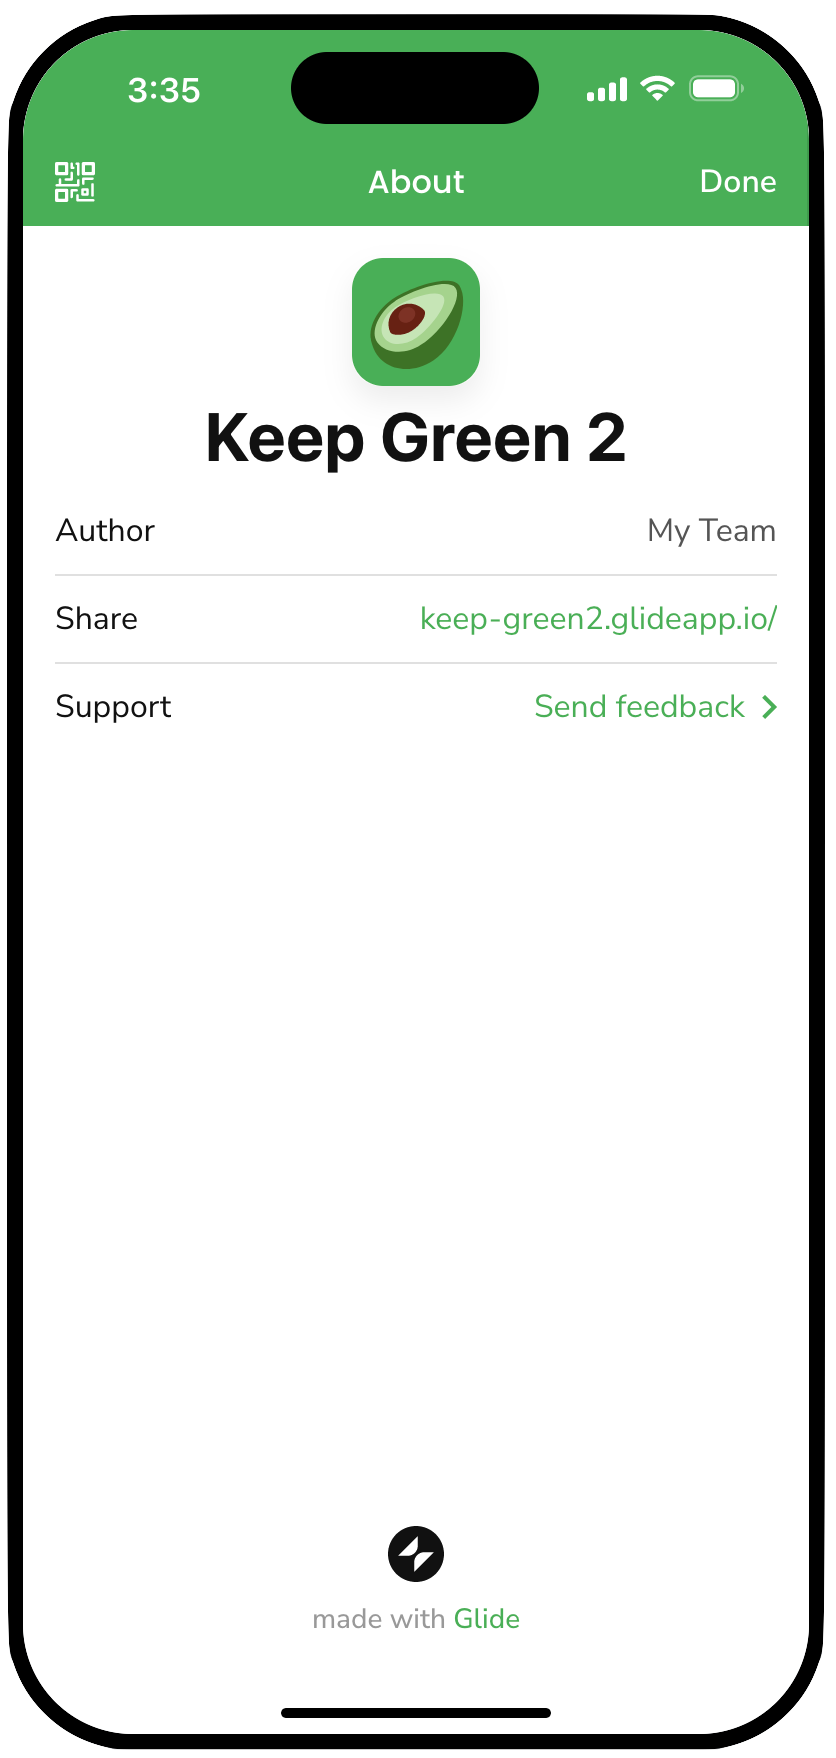 3:35
About
Done
Keep Green 2
Author
My Team
Share
keep-green2.glideapp.io/
Support
Send feedback
made with Glide